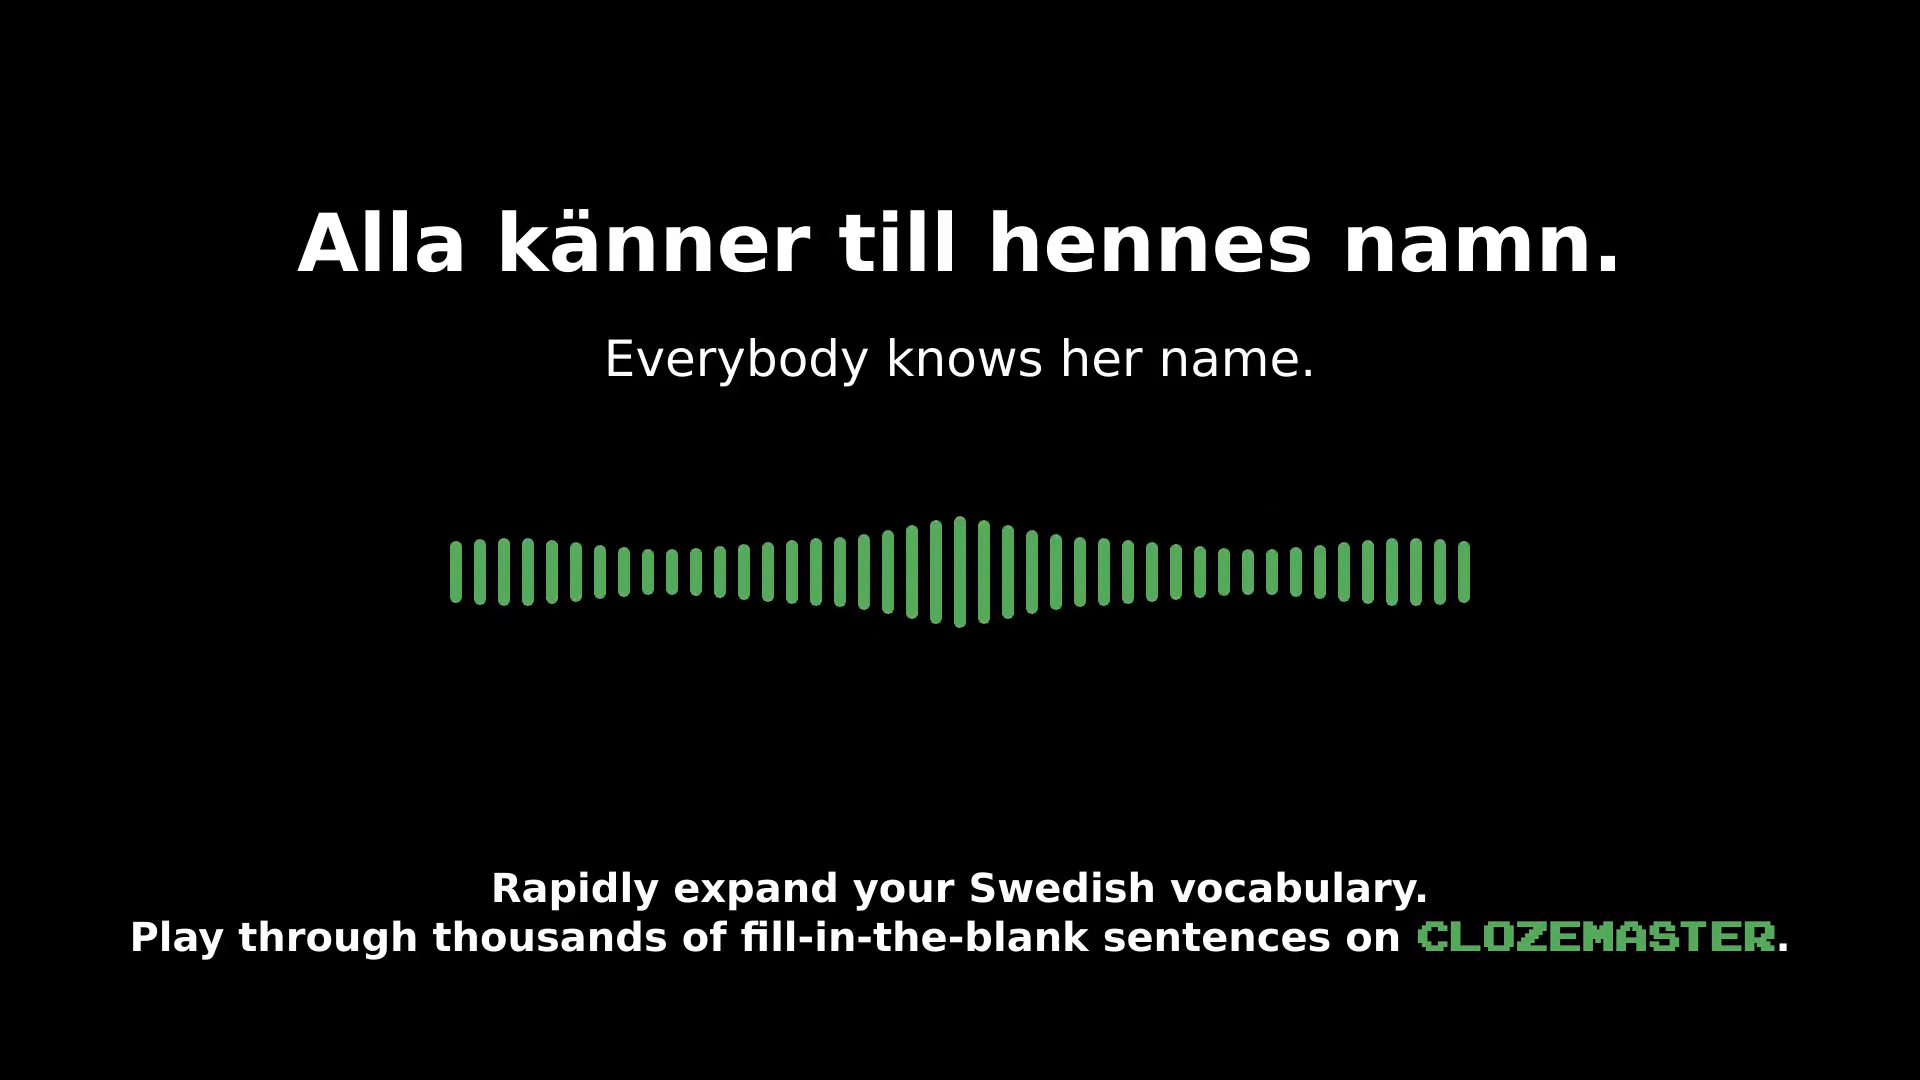 Alla känner till hennes namn.
Everybody knows her name.
Rapidly expand your Swedish vocabulary.
Play through thousands of fill-in-the-blank sentences on CLOZEMASTER.